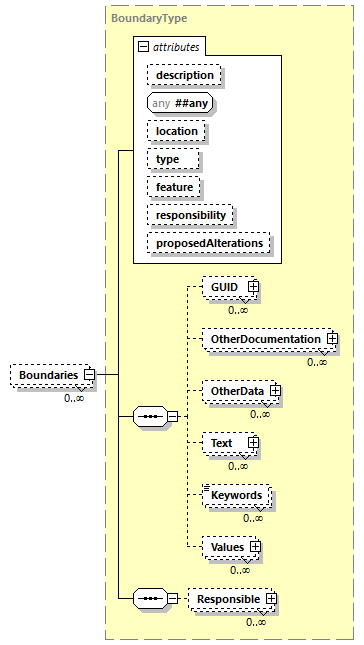 BoundaryType
attributes
description
any ##any
location
type
feature
responsibility
proposedAlterations
GUID
0..∞
OtherDocumentation
0..∞
Boundaries
0..∞
OtherData
0..∞
Text
0..∞
Keywords
0..∞
Values
0..∞
Responsible
0..∞